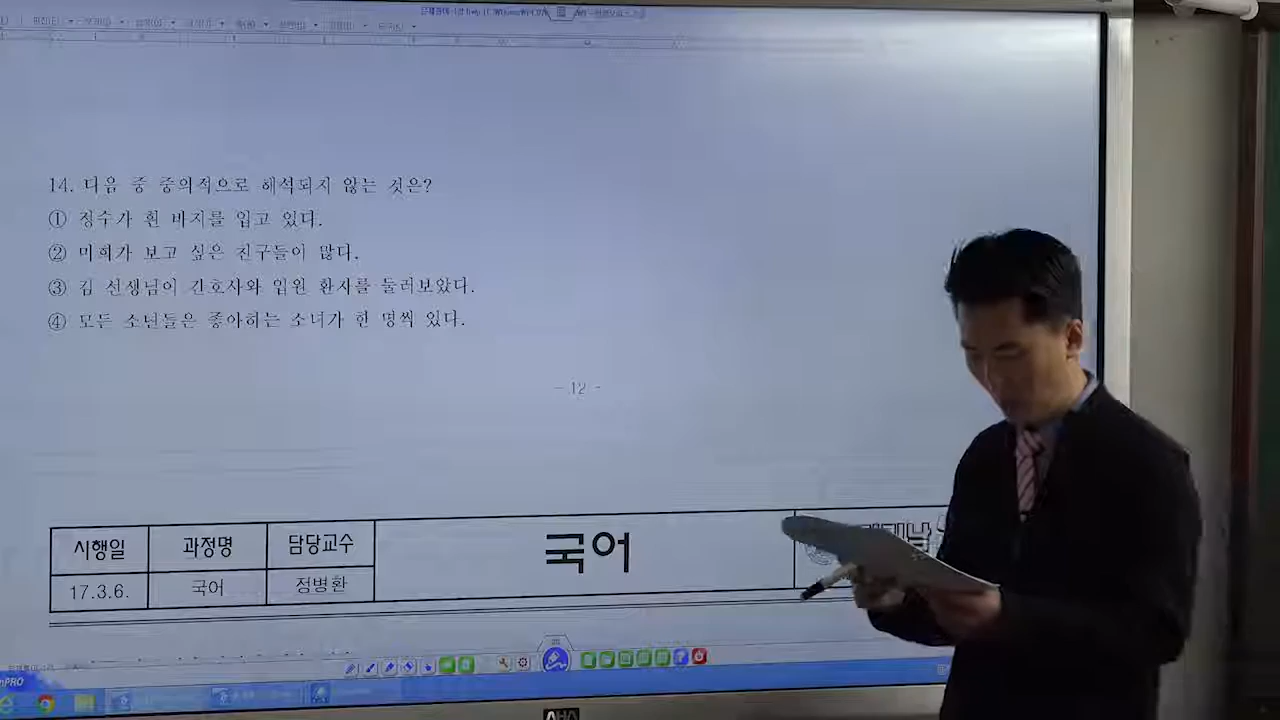 14. 다음 중 중의적으로 해석되지 않는 것은?
① 정수가 흰 바지를 입고 있다.
② 미희가 보고 싶은 친구들이 많다.
③ 김 선생님이 간호사와 입원 환자를 둘러보았다.
④ 모든 소년들은 좋아하는 소녀가 한 명씩 있다.
- 12 -
시행일 과정명 담당교수 국어
17.3.6. 국어 정병환
PRO
AHA